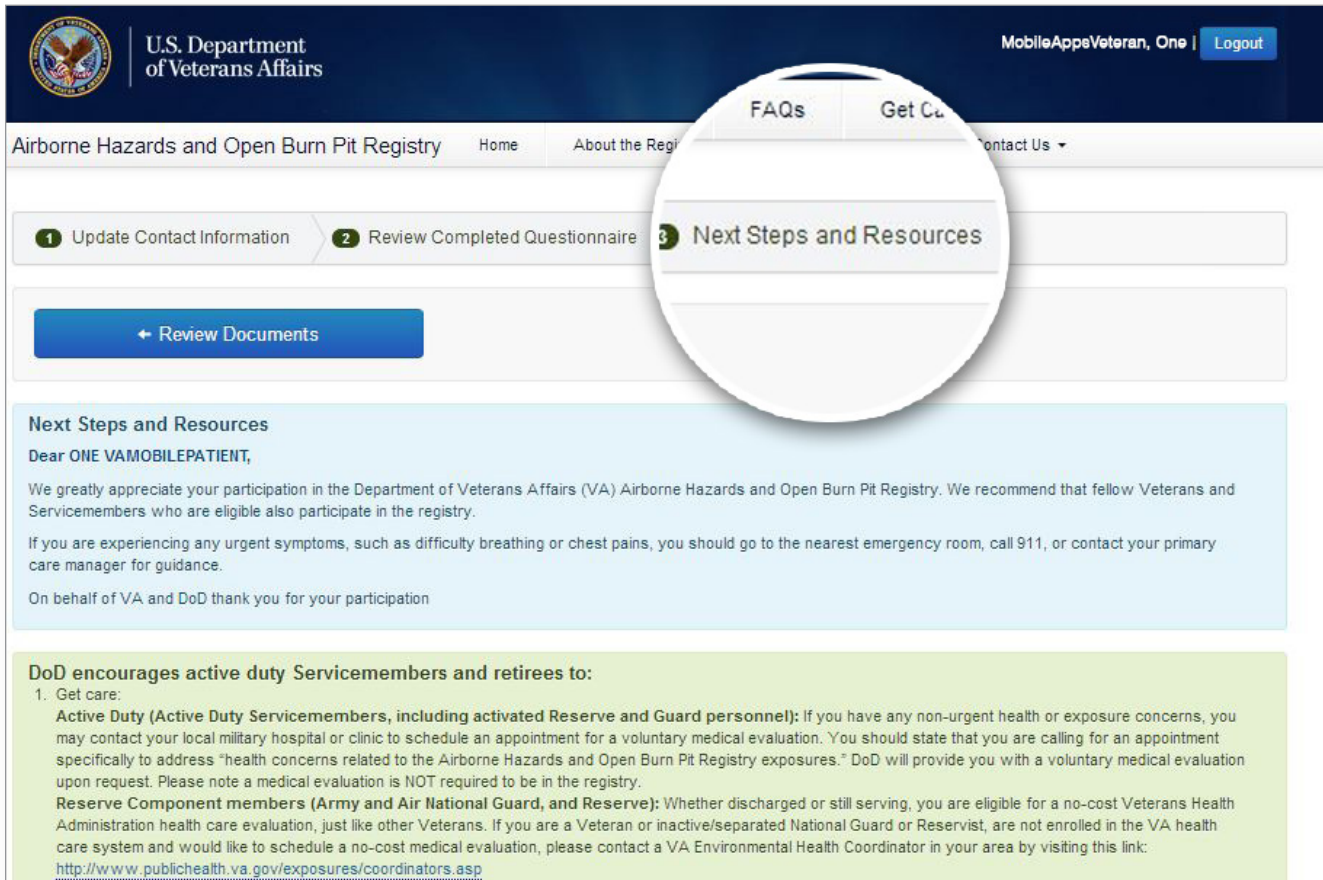 U.S. Department
of Veterans Affairs
MobileAppsVeteran, One | Logout
FAQs
Get Ca
Airborne Hazards and Open Burn Pit Registry
Home
About the Regi
ontact Us
1 Update Contact Information
2 Review Completed Questionnaire
3 Next Steps and Resources
← Review Documents
Next Steps and Resources
Dear ONE VAMOBILEPATIENT,
We greatly appreciate your participation in the Department of Veterans Affairs (VA) Airborne Hazards and Open Burn Pit Registry. We recommend that fellow Veterans and
Servicemembers who are eligible also participate in the registry.
If you are experiencing any urgent symptoms, such as difficulty breathing or chest pains, you should go to the nearest emergency room, call 911, or contact your primary
care manager for guidance.
On behalf of VA and DoD thank you for your participation
DoD encourages active duty Servicemembers and retirees to:
1. Get care:
Active Duty (Active Duty Servicemembers, including activated Reserve and Guard personnel): If you have any non-urgent health or exposure concerns, you
may contact your local military hospital or clinic to schedule an appointment for a voluntary medical evaluation. You should state that you are calling for an appointment
specifically to address “health concerns related to the Airborne Hazards and Open Burn Pit Registry exposures.” DoD will provide you with a voluntary medical evaluation
upon request. Please note a medical evaluation is NOT required to be in the registry.
Reserve Component members (Army and Air National Guard, and Reserve): Whether discharged or still serving, you are eligible for a no-cost Veterans Health
Administration health care evaluation, just like other Veterans. If you are a Veteran or inactive/separated National Guard or Reservist, are not enrolled in the VA health
care system and would like to schedule a no-cost medical evaluation, please contact a VA Environmental Health Coordinator in your area by visiting this link:
http://www.publichealth.va.gov/exposures/coordinators.asp